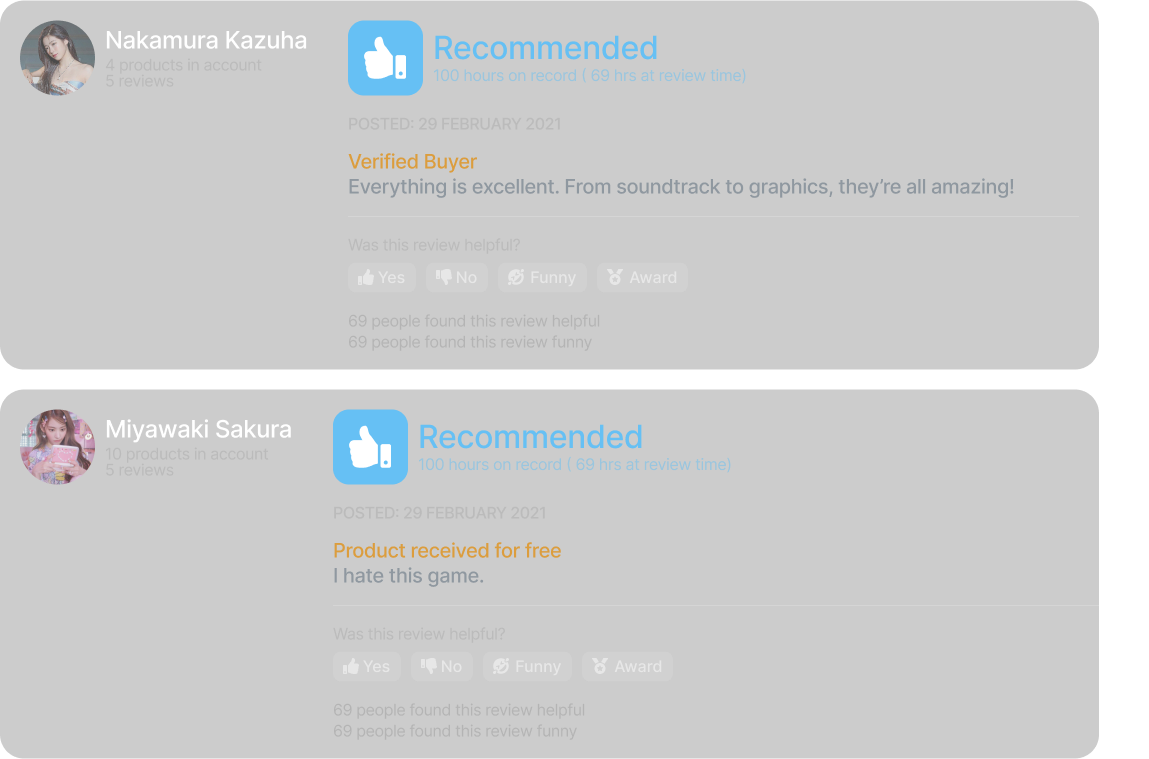 Nakamura Kazuha
4 products in account
5 reviews
Recommended
100 hours on record ( 69 hrs at review time)
POSTED: 29 FEBRUARY 2021
Verified Buyer
Everything is excellent. From soundtrack to graphics, they’re all amazing!
Was this review helpful?
Yes No Funny Award
69 people found this review helpful
69 people found this review funny
Miyawaki Sakura
10 products in account
5 reviews
Recommended
100 hours on record ( 69 hrs at review time)
POSTED: 29 FEBRUARY 2021
Product received for free
I hate this game.
Was this review helpful?
Yes No Funny Award
69 people found this review helpful
69 people found this review funny